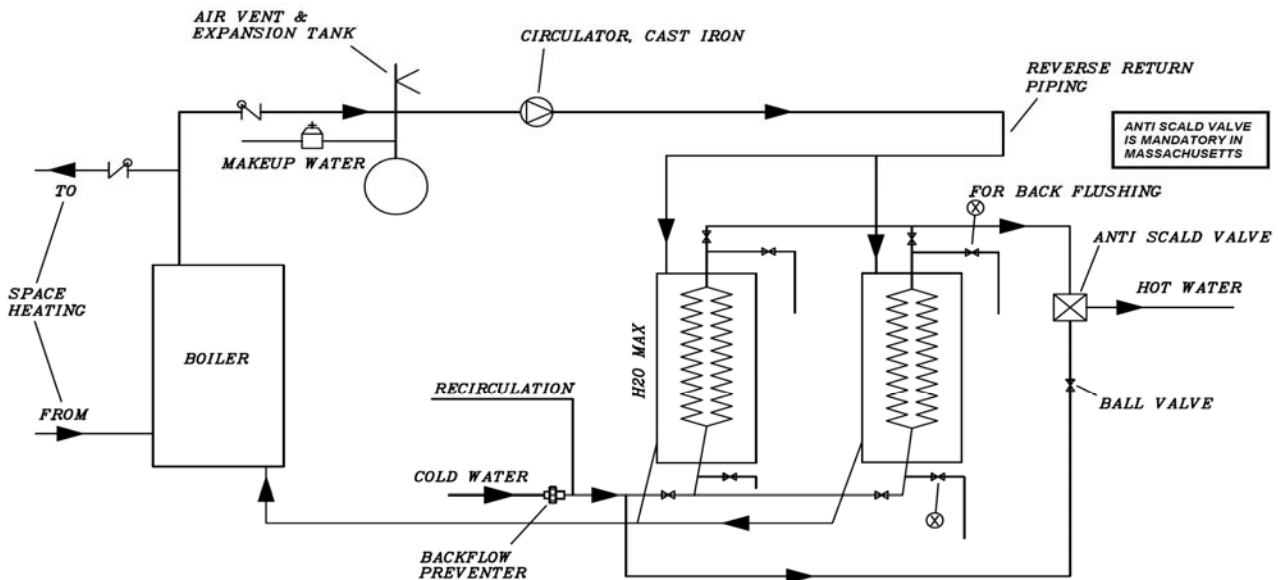 AIR VENT &
EXPANSION TANK
CIRCULATOR, CAST IRON
REVERSE RETURN
PIPING
ANTI SCALD VALVE
IS MANDATORY IN
MASSACHUSETTS
MAKEUP WATER
TO
FOR BACK FLUSHING
ANTI SCALD VALVE
HOT WATER
SPACE
HEATING
BOILER
H2O MAX
RECIRCULATION
BALL VALVE
FROM
COLD WATER
BACKFLOW
PREVENTER